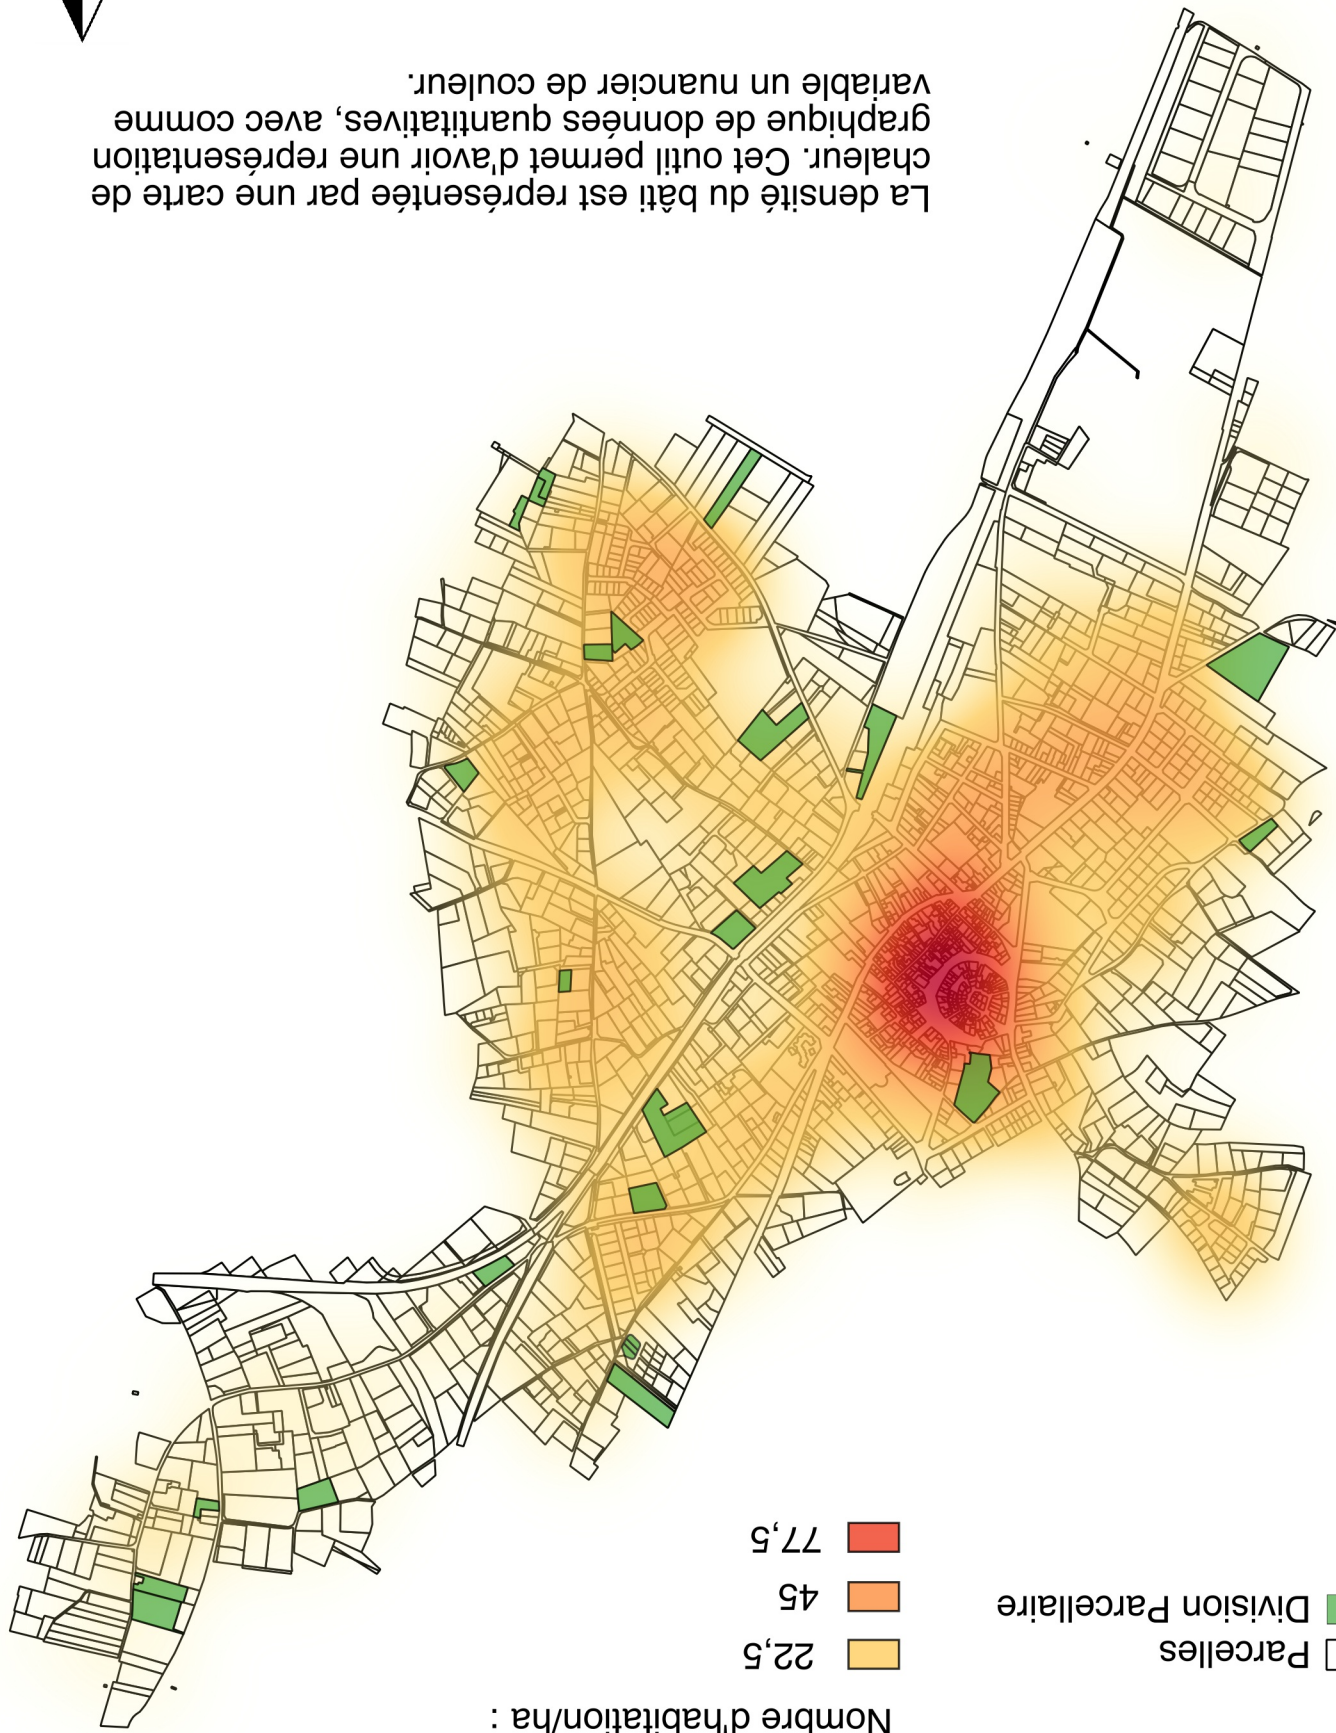 Nombre d'habitation/ha :
Parcelles
Division Parcellaire
22,5
45
77,5
La densité du bâti est représentée par une carte de
chaleur. Cet outil permet d'avoir une représentation
graphique de données quantitatives, avec comme
variable un nuancier de couleur.